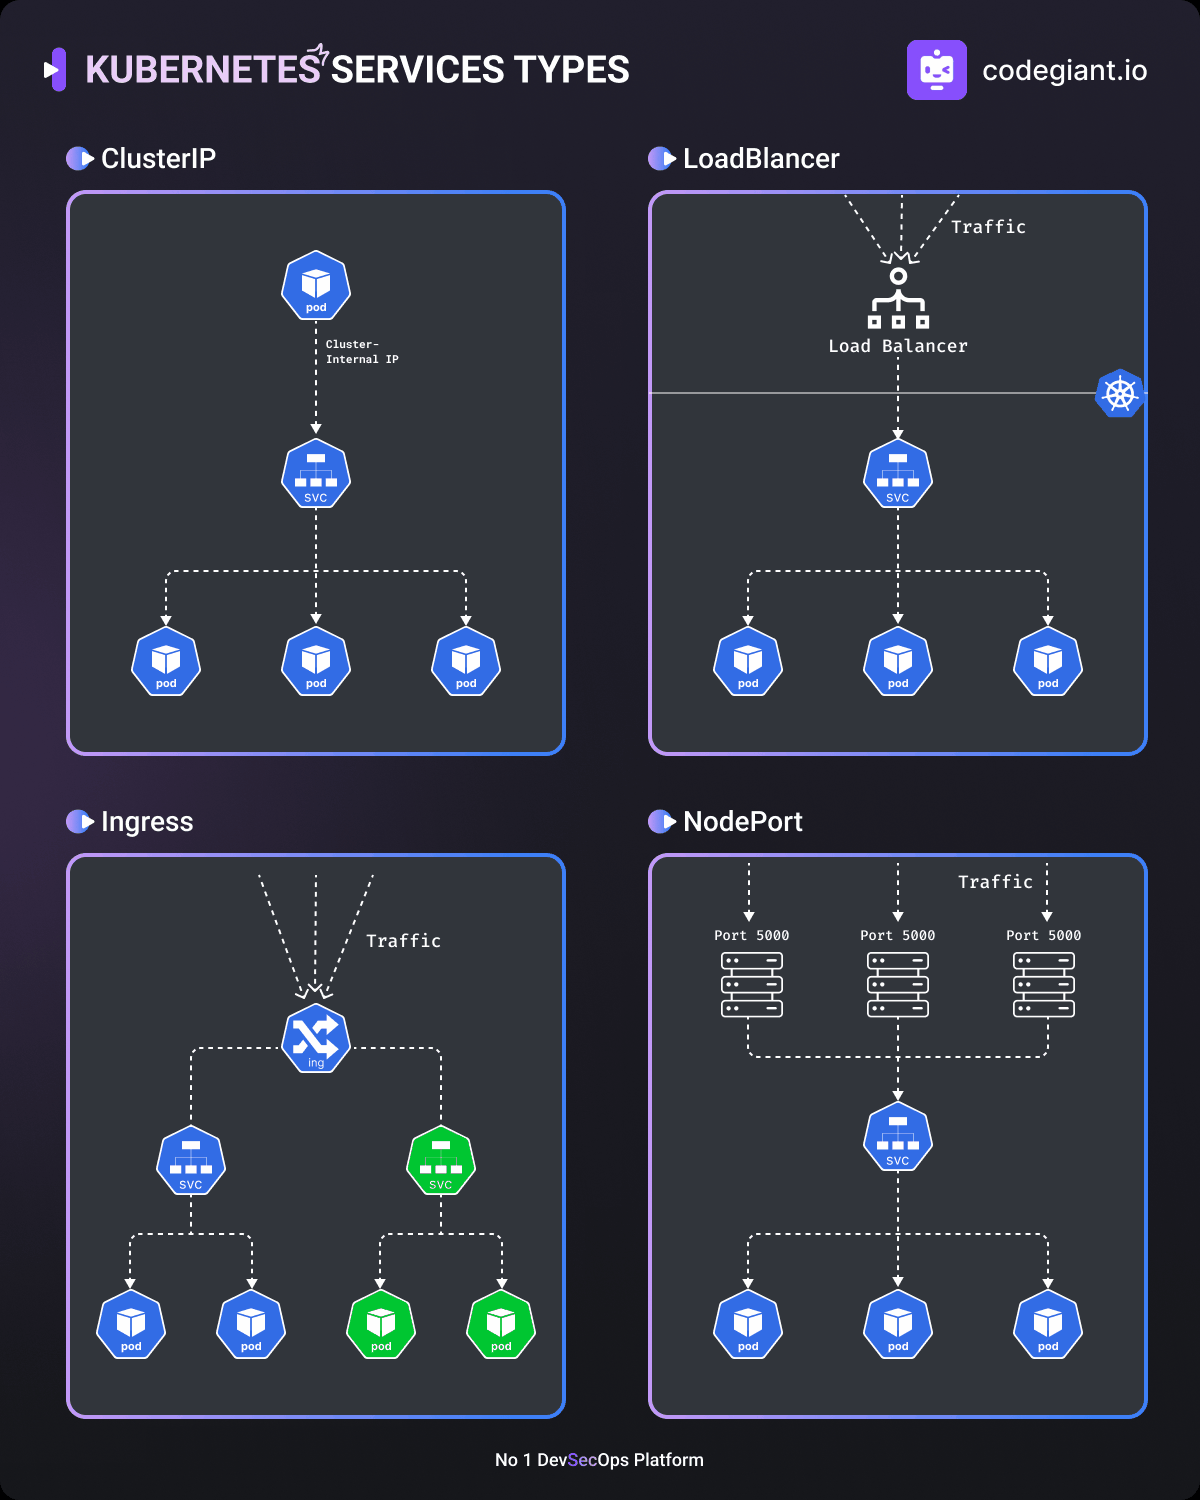 KUBERNETES SERVICES TYPES
codegiant.io
ClusterIP
pod
Cluster-
Internal IP
svc
pod pod pod
LoadBlancer
Traffic
Load Balancer
svc
pod pod pod
Ingress
Traffic
ing
svc svc
pod pod pod pod
NodePort
Traffic
Port 5000 Port 5000 Port 5000
svc
pod pod pod
No 1 DevSecOps Platform